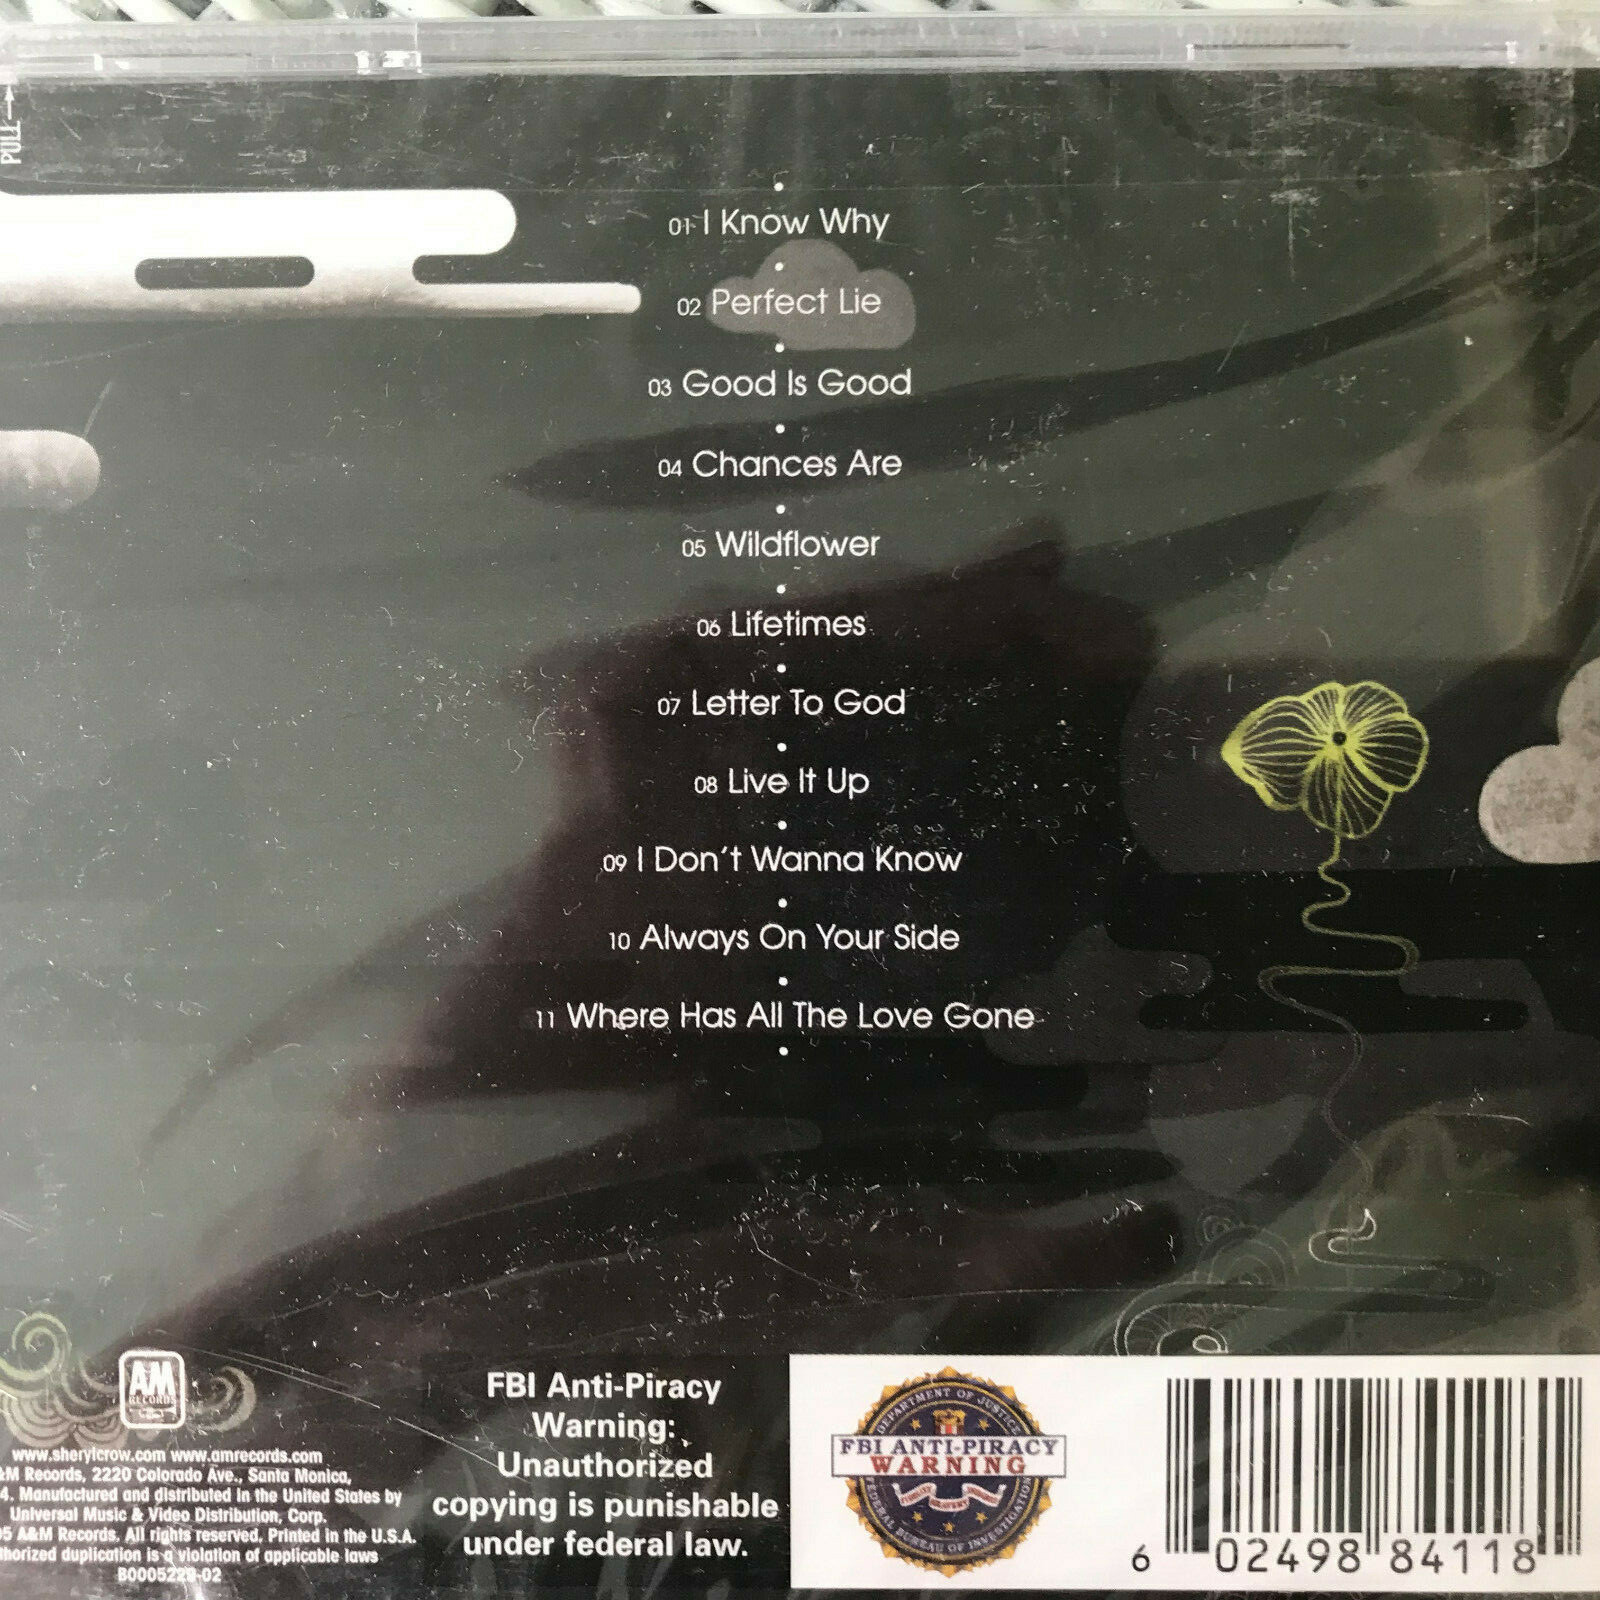 PULL
01 I Know Why
02 Perfect Lie
03 Good Is Good
04 Chances Are
05 Wildflower
06 Lifetimes
07 Letter To God
08 Live It Up
09 I Don't Wanna Know
10 Always On Your Side
11 Where Has All The Love Gone
AM
RECORDS
www.sherylcrow.com www.amrecords.com
&M Records, 2220 Colorado Ave., Santa Monica,
4. Manufactured and distributed in the United States by
Universal Music & Video Distribution, Corp.
5 A&M Records. All rights reserved. Printed in the U.S.A.
horized duplication is a violation of applicable laws
FBI Anti-Piracy
Warning:
Unauthorized
copying is punishable
under federal law.
DEPARTMENT OF JUSTICE
FBI ANTI-PIRACY
WARNING
FEDERAL BUREAU OF INVESTIGATION
6 02498 84118